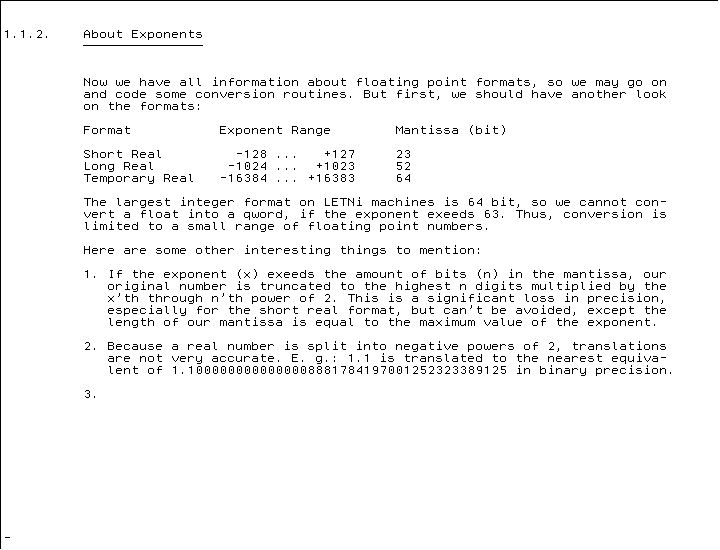 1.1.2. About Exponents
Now we have all information about floating point formats, so we may go on
and code some conversion routines. But first, we should have another look
on the formats:
Format Exponent Range Mantissa (bit)
Short Real -128 ... +127 23
Long Real -1024 ... +1023 52
Temporary Real -16384 ... +16383 64
The largest integer format on LETNi machines is 64 bit, so we cannot con-
vert a float into a qword, if the exponent exeeds 63. Thus, conversion is
limited to a small range of floating point numbers.
Here are some other interesting things to mention:
1. If the exponent (x) exeeds the amount of bits (n) in the mantissa, our
original number is truncated to the highest n digits multiplied by the
x'th through n'th power of 2. This is a significant loss in precision,
especially for the short real format, but can't be avoided, except the
length of our mantissa is equal to the maximum value of the exponent.
2. Because a real number is split into negative powers of 2, translations
are not very accurate. E. g.: 1.1 is translated to the nearest equiva-
lent of 1.10000000000000008881784197001252323389125 in binary precision.
3.
-